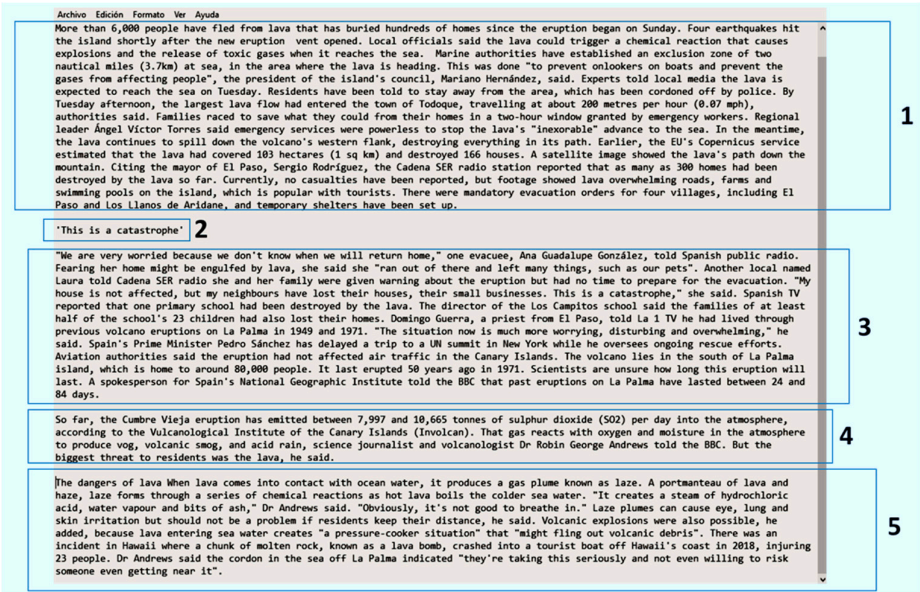 Archivo Edición Formato Ver Ayuda
More than 6,000 people have fled from lava that has buried hundreds of homes since the eruption began on Sunday. Four earthquakes hit
the island shortly after the new eruption vent opened. Local officials said the lava could trigger a chemical reaction that causes
explosions and the release of toxic gases when it reaches the sea. Marine authorities have established an exclusion zone of two
nautical miles (3.7km) at sea, in the area where the lava is heading. This was done "to prevent onlookers on boats and prevent the
gases from affecting people", the president of the island's council, Mariano Hernández, said. Experts told local media the lava is
expected to reach the sea on Tuesday. Residents have been told to stay away from the area, which has been cordoned off by police. By
Tuesday afternoon, the largest lava flow had entered the town of Todoque, travelling at about 200 metres per hour (0.07 mph),
authorities said. Families raced to save what they could from their homes in a two-hour window granted by emergency workers. Regional
leader Ángel Víctor Torres said emergency services were powerless to stop the lava's "inexorable" advance to the sea. In the meantime,
the lava continues to spill down the volcano's western flank, destroying everything in its path. Earlier, the EU's Copernicus service
estimated that the lava had covered 103 hectares (1 sq km) and destroyed 166 houses. A satellite image showed the lava's path down the
mountain. Citing the mayor of El Paso, Sergio Rodríguez, the Cadena SER radio station reported that as many as 300 homes had been
destroyed by the lava so far. Currently, no casualties have been reported, but footage showed lava overwhelming roads, farms and
swimming pools on the island, which is popular with tourists. There were mandatory evacuation orders for four villages, including El
Paso and Los Llanos de Aridane, and temporary shelters have been set up.
1
'This is a catastrophe'
2
"We are very worried because we don't know when we will return home," one evacuee, Ana Guadalupe González, told Spanish public radio.
Fearing her home might be engulfed by lava, she said she "ran out of there and left many things, such as our pets". Another local named
Laura told Cadena SER radio she and her family were given warning about the eruption but had no time to prepare for the evacuation. "My
house is not affected, but my neighbours have lost their houses, their small businesses. This is a catastrophe," she said. Spanish TV
reported that one primary school had been destroyed by the lava. The director of the Los Campitos school said the families of at least
half of the school's 23 children had also lost their homes. Domingo Guerra, a priest from El Paso, told La 1 TV he had lived through
previous volcano eruptions on La Palma in 1949 and 1971. "The situation now is much more worrying, disturbing and overwhelming," he
said. Spain's Prime Minister Pedro Sánchez has delayed a trip to a UN summit in New York while he oversees ongoing rescue efforts.
Aviation authorities said the eruption had not affected air traffic in the Canary Islands. The volcano lies in the south of La Palma
island, which is home to around 80,000 people. It last erupted 50 years ago in 1971. Scientists are unsure how long this eruption will
last. A spokesperson for Spain's National Geographic Institute told the BBC that past eruptions on La Palma have lasted between 24 and
84 days.
3
So far, the Cumbre Vieja eruption has emitted between 7,997 and 10,665 tonnes of sulphur dioxide (SO2) per day into the atmosphere,
according to the Vulcanological Institute of the Canary Islands (Involcan). That gas reacts with oxygen and moisture in the atmosphere
to produce vog, volcanic smog, and acid rain, science journalist and volcanologist Dr Robin George Andrews told the BBC. But the
biggest threat to residents was the lava, he said.
4
The dangers of lava When lava comes into contact with ocean water, it produces a gas plume known as laze. A portmanteau of lava and
haze, laze forms through a series of chemical reactions as hot lava boils the colder sea water. "It creates a steam of hydrochloric
acid, water vapour and bits of ash," Dr Andrews said. "Obviously, it's not good to breathe in." Laze plumes can cause eye, lung and
skin irritation but should not be a problem if residents keep their distance, he said. Volcanic explosions were also possible, he
added, because lava entering sea water creates "a pressure-cooker situation" that "might fling out volcanic debris". There was an
incident in Hawaii where a chunk of molten rock, known as a lava bomb, crashed into a tourist boat off Hawaii's coast in 2018, injuring
23 people. Dr Andrews said the cordon in the sea off La Palma indicated "they're taking this seriously and not even willing to risk
someone even getting near it".
5